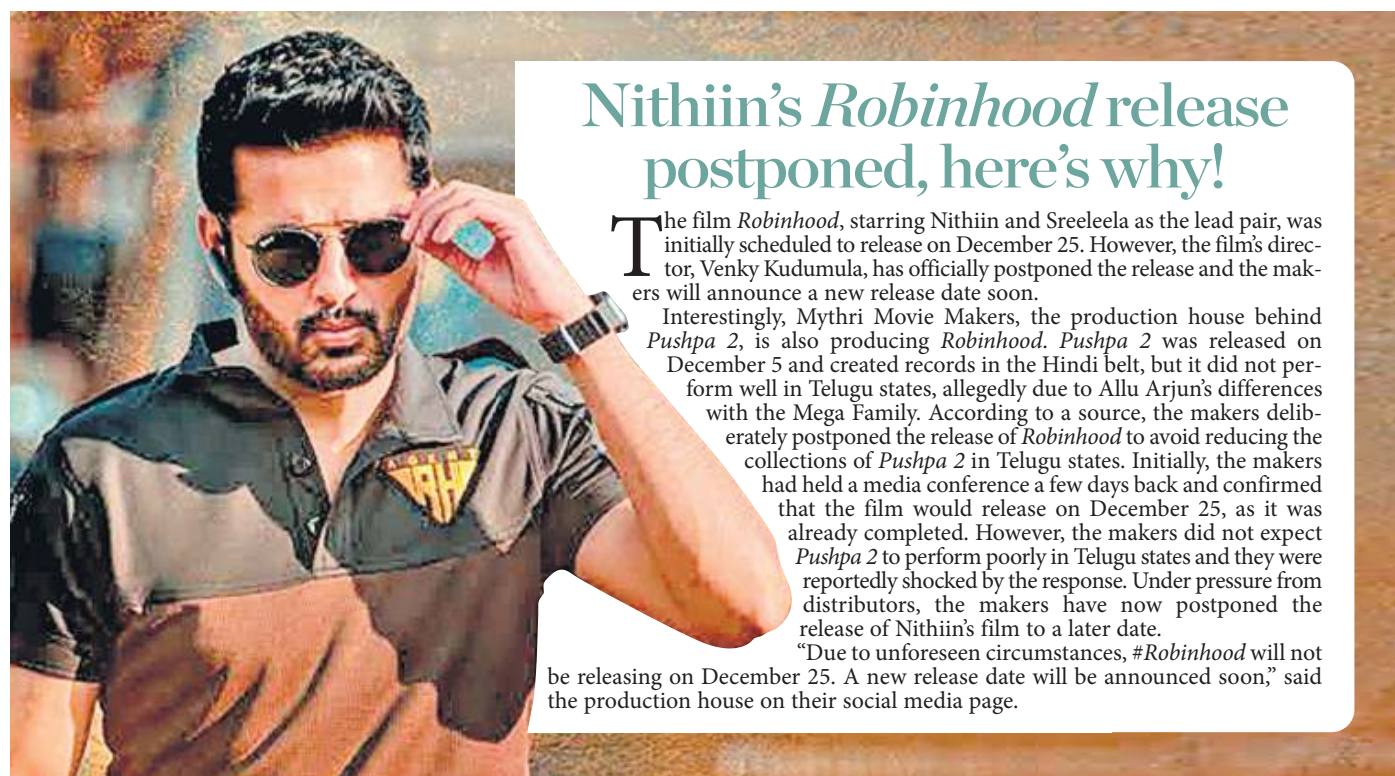 Nithiin's Robinhood release
postponed, here's why!
The film Robinhood, starring Nithiin and Sreeleela as the lead pair, was
initially scheduled to release on December 25. However, the film's direc-
tor, Venky Kudumula, has officially postponed the release and the mak-
ers will announce a new release date soon.
Interestingly, Mythri Movie Makers, the production house behind
Pushpa 2, is also producing Robinhood. Pushpa 2 was released on
December 5 and created records in the Hindi belt, but it did not per-
form well in Telugu states, allegedly due to Allu Arjun's differences
with the Mega Family. According to a source, the makers delib-
erately postponed the release of Robinhood to avoid reducing the
collections of Pushpa 2 in Telugu states. Initially, the makers
had held a media conference a few days back and confirmed
that the film would release on December 25, as it was
already completed. However, the makers did not expect
Pushpa 2 to perform poorly in Telugu states and they were
reportedly shocked by the response. Under pressure from
distributors, the makers have now postponed the
release of Nithiin's film to a later date.
“Due to unforeseen circumstances, #Robinhood will not
be releasing on December 25. A new release date will be announced soon,” said
the production house on their social media page.
RH